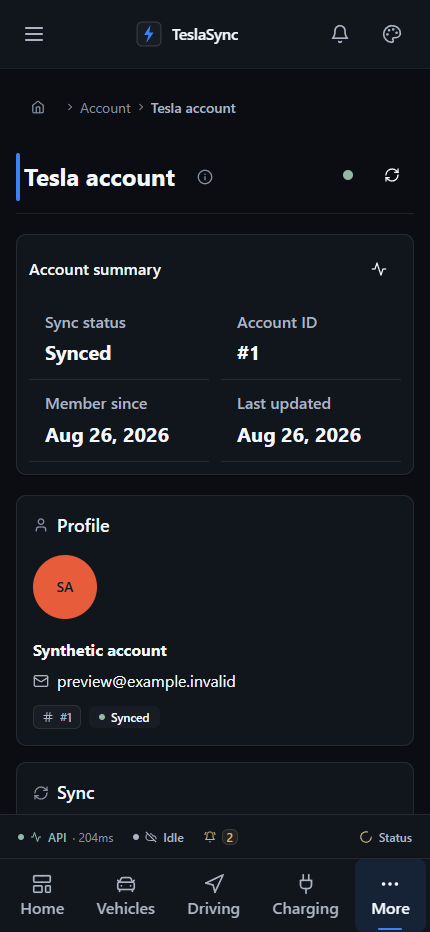 TeslaSync
Account Tesla account
Tesla account
Account summary
Sync status Account ID
Synced #1
Member since Last updated
Aug 26, 2026 Aug 26, 2026
Profile
SA
Synthetic account
preview@example.invalid
#1 Synced
Sync
API · 204ms Idle 2 Status
Home Vehicles Driving Charging More